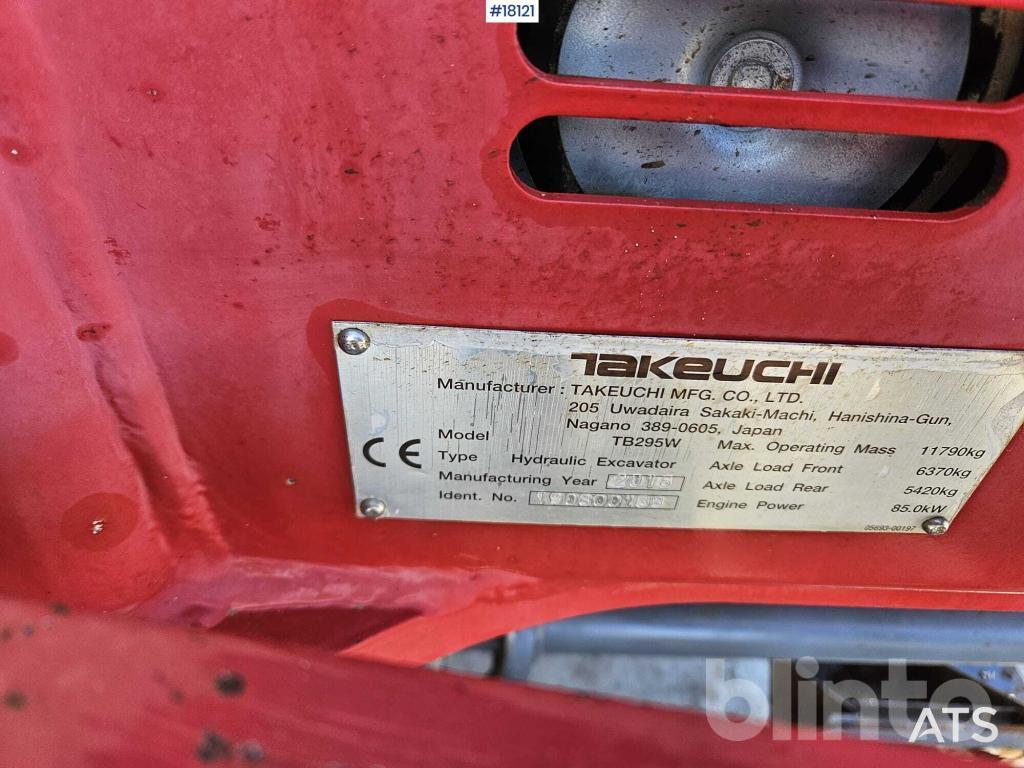 #18121
TAKEUCHI
Manufacturer : TAKEUCHI MFG. CO., LTD.
205 Uwadaira Sakaki-Machi, Hanishina-Gun,
Nagano 389-0605, Japan
Model TB295W Max. Operating Mass 11790kg
Type Hydraulic Excavator Axle Load Front 6370kg
Manufacturing Year Axle Load Rear 5420kg
Ident. No. Engine Power 85.0kW
CE
05693-00197
blinto
ATS